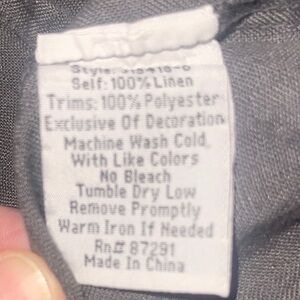 Self: 100% Linen
Trims: 100% Polyester
Exclusive Of Decoration
Machine Wash Cold
With Like Colors
No Bleach
Tumble Dry Low
Remove Promptly
Warm Iron If Needed
Rn# 87291
Made In China